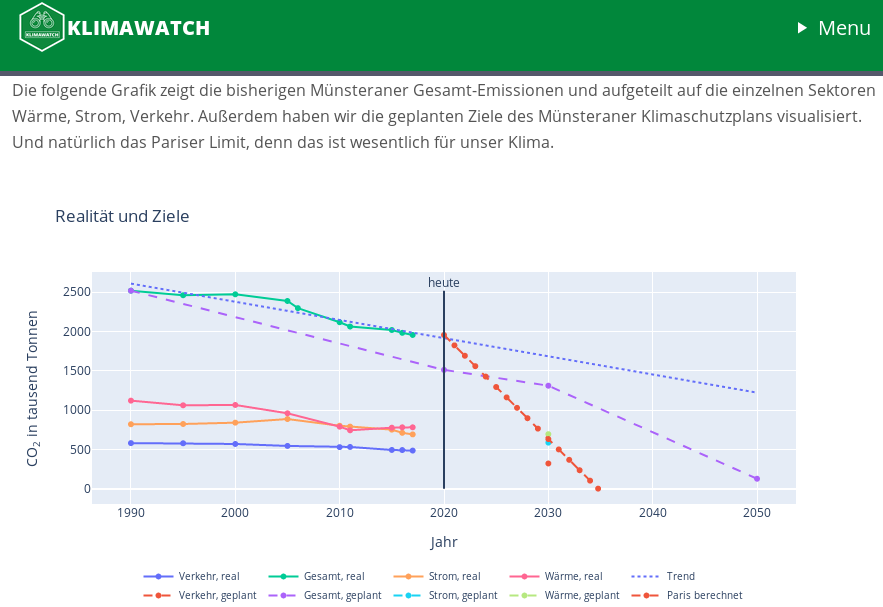 KLIMAWATCH
KLIMAWATCH
Menu
Die folgende Grafik zeigt die bisherigen Münsteraner Gesamt-Emissionen und aufgeteilt auf die einzelnen Sektoren
Wärme, Strom, Verkehr. Außerdem haben wir die geplanten Ziele des Münsteraner Klimaschutzplans visualisiert.
Und natürlich das Pariser Limit, denn das ist wesentlich für unser Klima.
Realität und Ziele
heute
2500
2000
1500
1000
500
0
CO₂ in tausend Tonnen
1990 2000 2010 2020 2030 2040 2050
Jahr
Verkehr, real Gesamt, real Strom, real Wärme, real Trend
Verkehr, geplant Gesamt, geplant Strom, geplant Wärme, geplant Paris berechnet